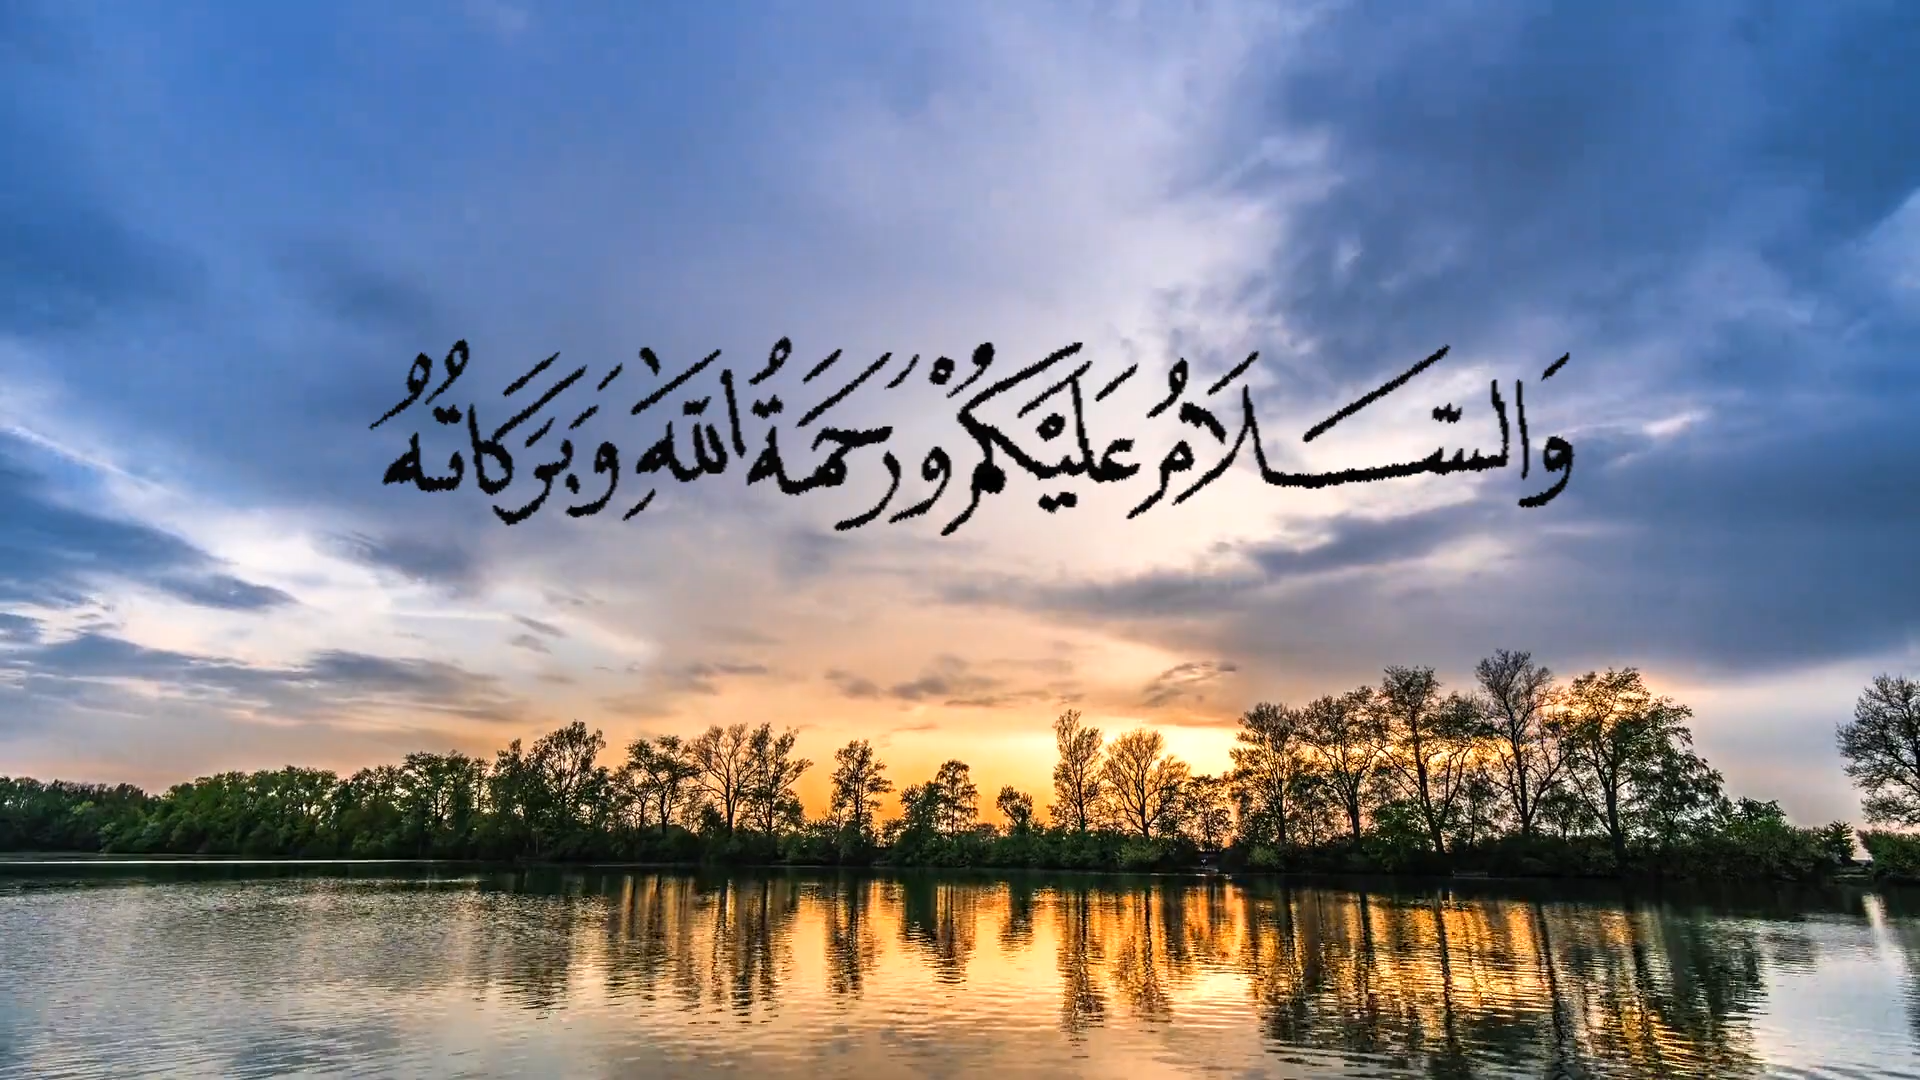 وَالسَّلَامُ عَلَيْكُمْ وَرَحْمَةُ اللّٰهِ وَبَرَكَاتُهُ